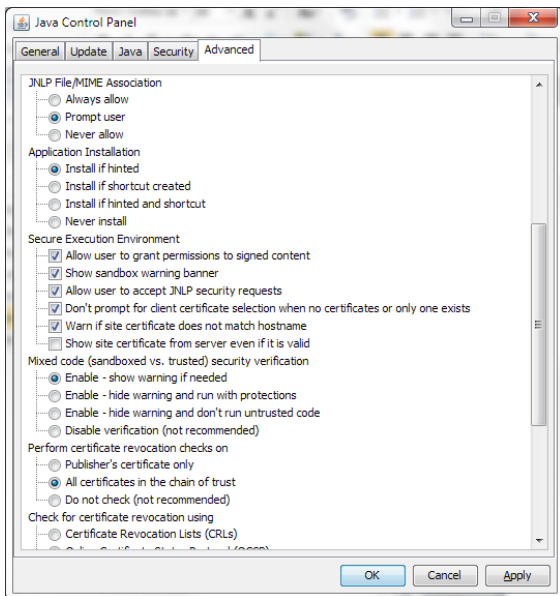 Java Control Panel
General Update Java Security Advanced
JNLP File/MIME Association
Always allow
Prompt user
Never allow
Application Installation
Install if hinted
Install if shortcut created
Install if hinted and shortcut
Never install
Secure Execution Environment
Allow user to grant permissions to signed content
Show sandbox warning banner
Allow user to accept JNLP security requests
Don't prompt for client certificate selection when no certificates or only one exists
Warn if site certificate does not match hostname
Show site certificate from server even if it is valid
Mixed code (sandboxed vs. trusted) security verification
Enable - show warning if needed
Enable - hide warning and run with protections
Enable - hide warning and don't run untrusted code
Disable verification (not recommended)
Perform certificate revocation checks on
Publisher's certificate only
All certificates in the chain of trust
Do not check (not recommended)
Check for certificate revocation using
Certificate Revocation Lists (CRLs)
OK Cancel Apply